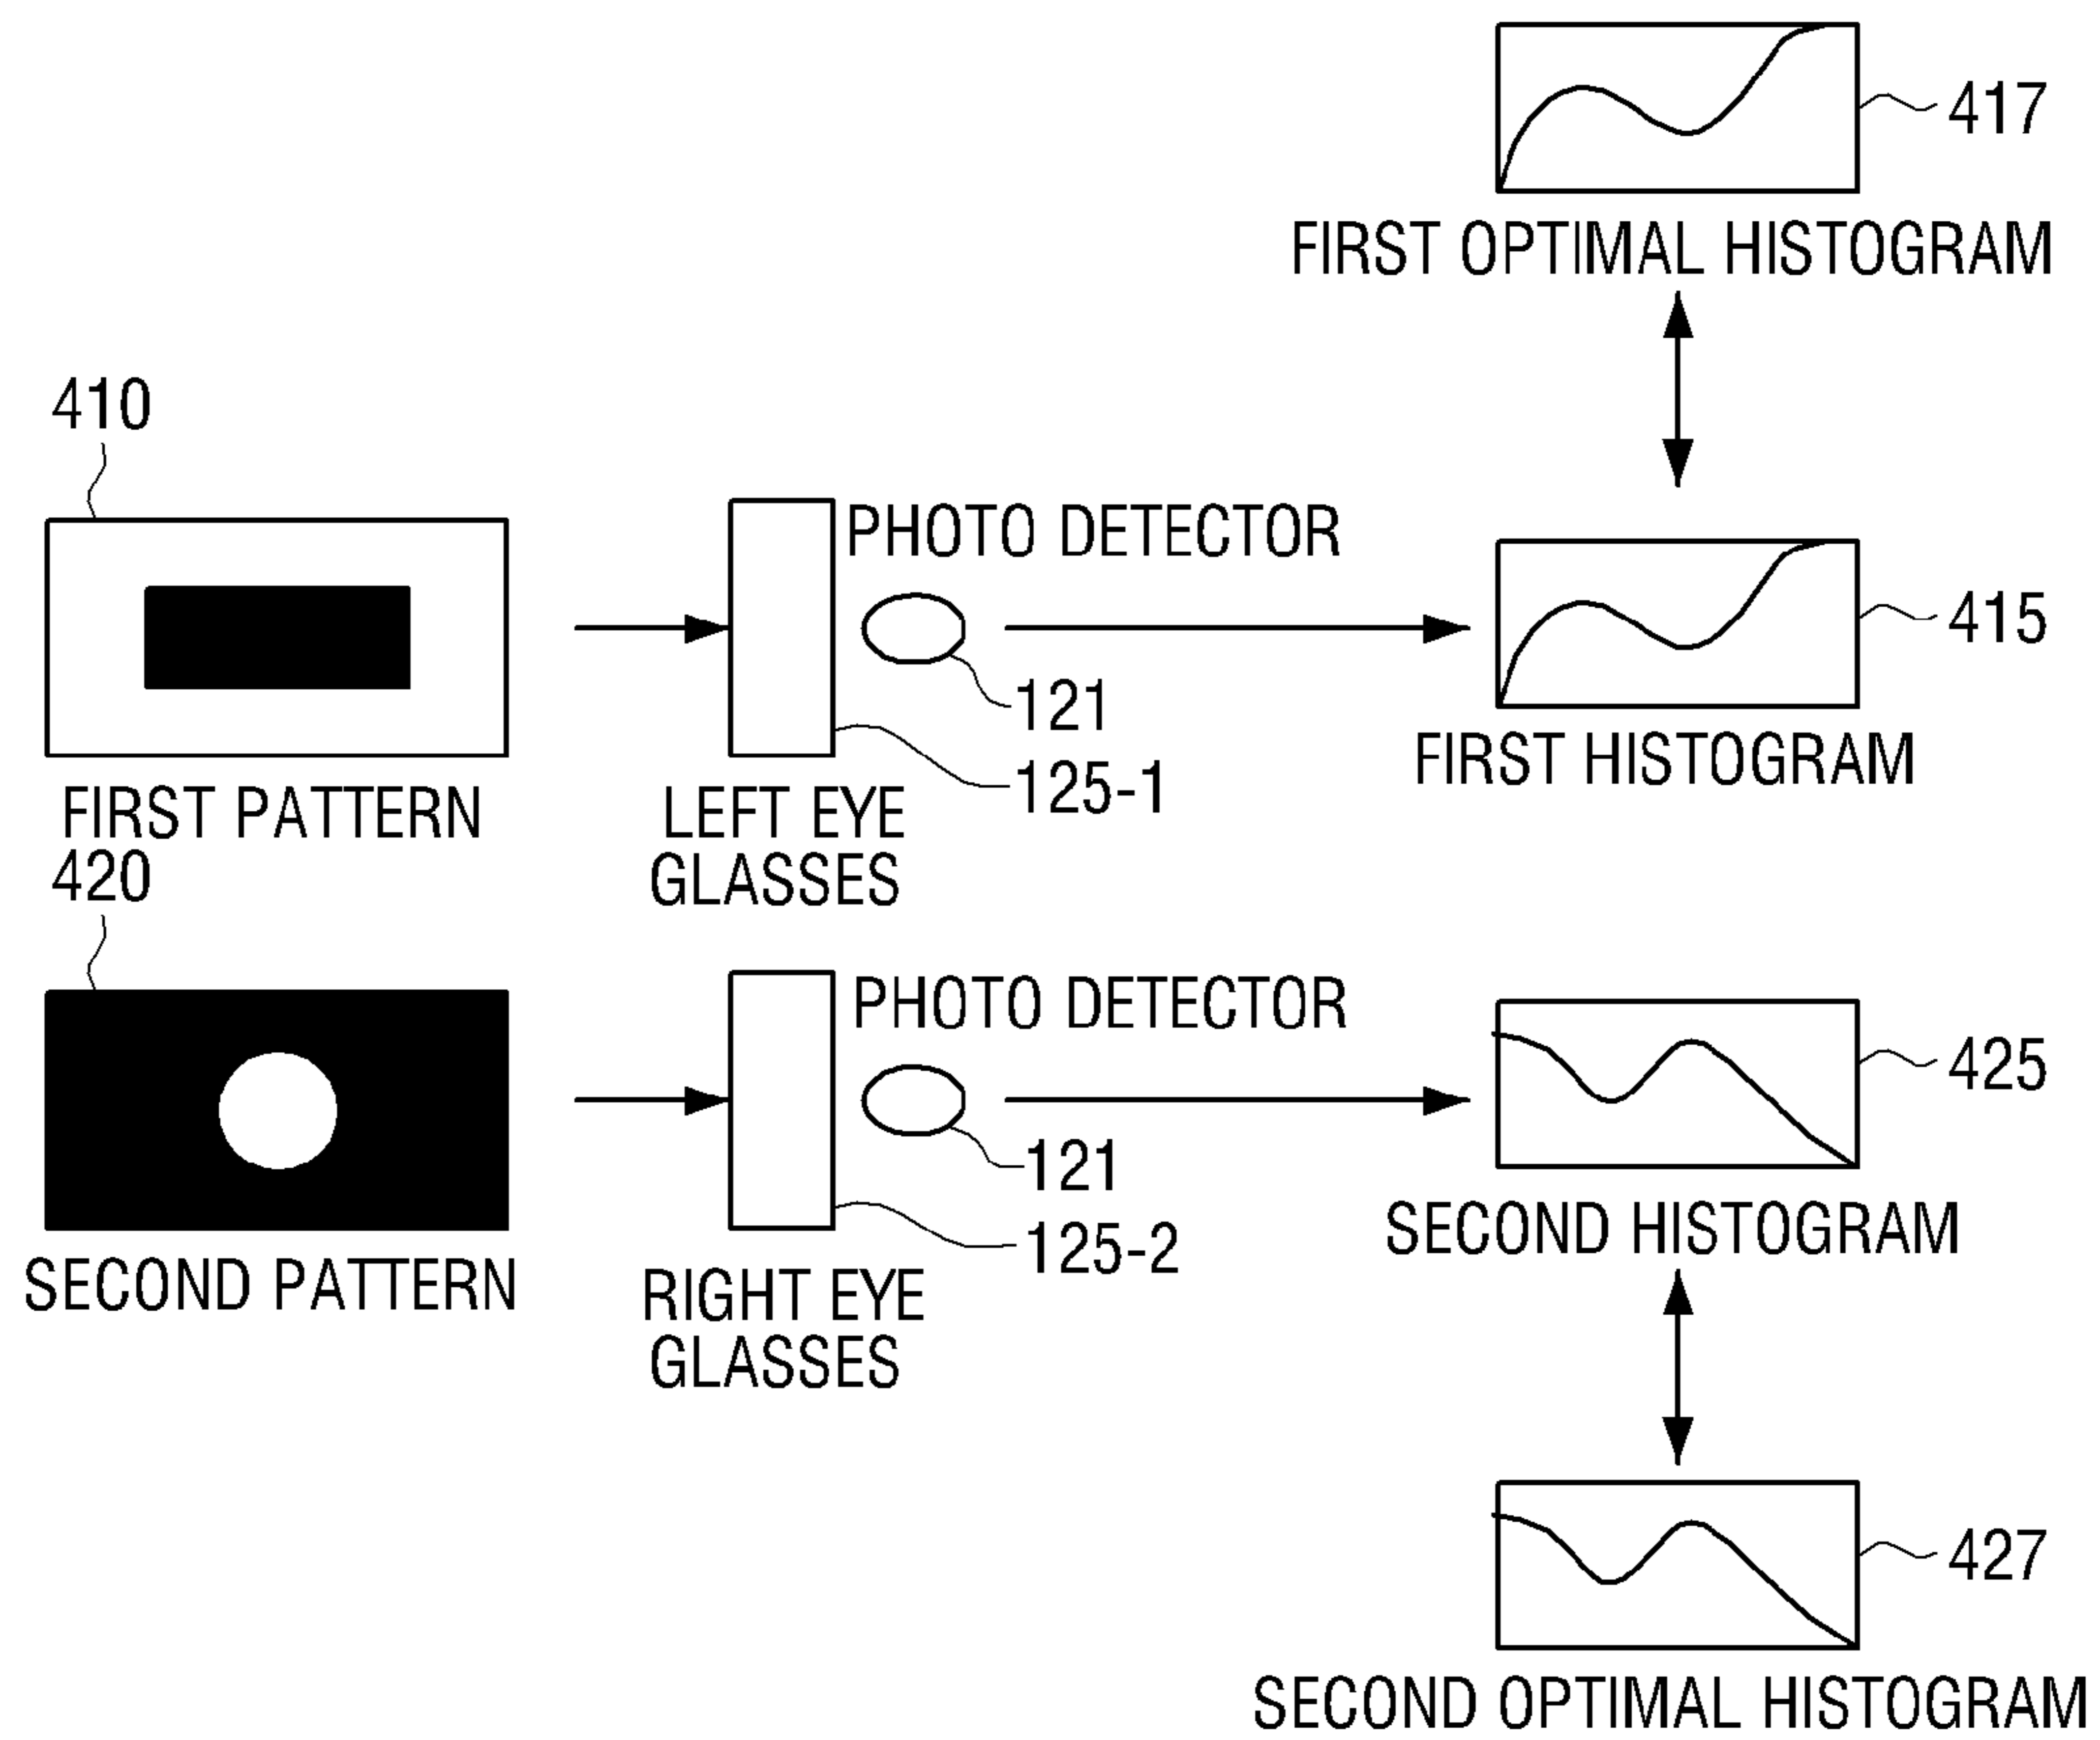 417
FIRST OPTIMAL HISTOGRAM
410
PHOTO DETECTOR
415
121
FIRST HISTOGRAM
125-1
FIRST PATTERN
LEFT EYE
GLASSES
420
PHOTO DETECTOR
425
121
SECOND HISTOGRAM
125-2
SECOND PATTERN
RIGHT EYE
GLASSES
427
SECOND OPTIMAL HISTOGRAM